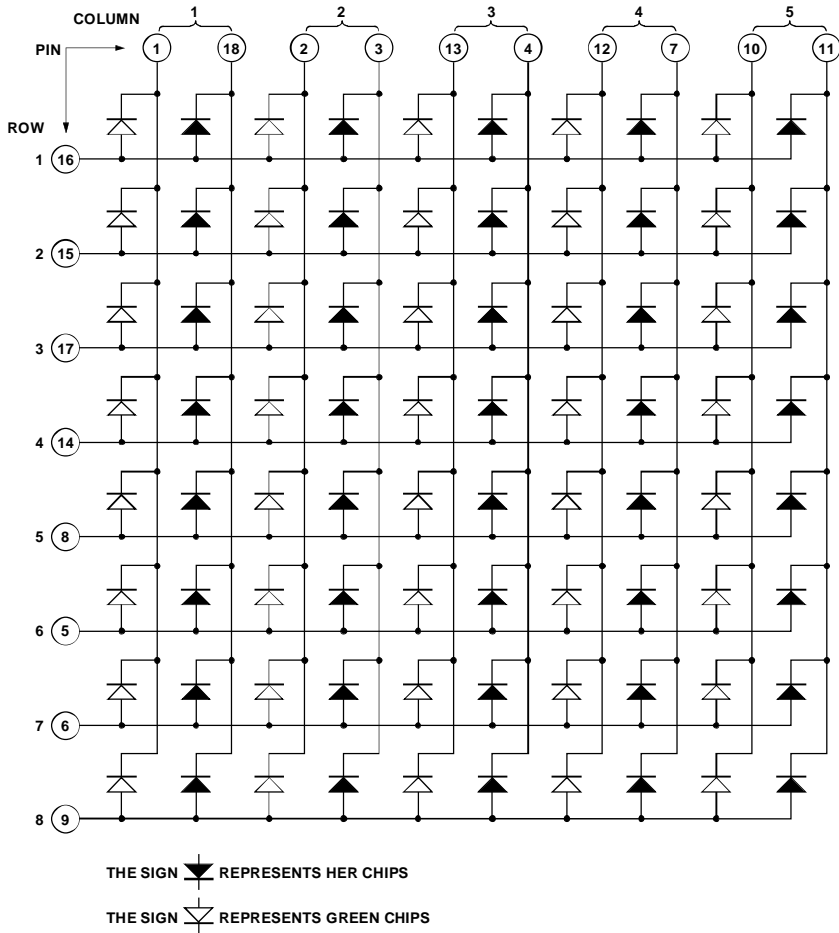 COLUMN 1 2 3 4 5
PIN 1 18 2 3 13 4 12 7 10 11
ROW
1 16
2 15
3 17
4 14
5 8
6 5
7 6
8 9
THE SIGN REPRESENTS HER CHIPS
THE SIGN REPRESENTS GREEN CHIPS